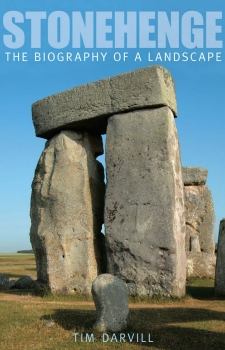 STONEHENGE
THE BIOGRAPHY OF A LANDSCAPE
TIM DARVILL